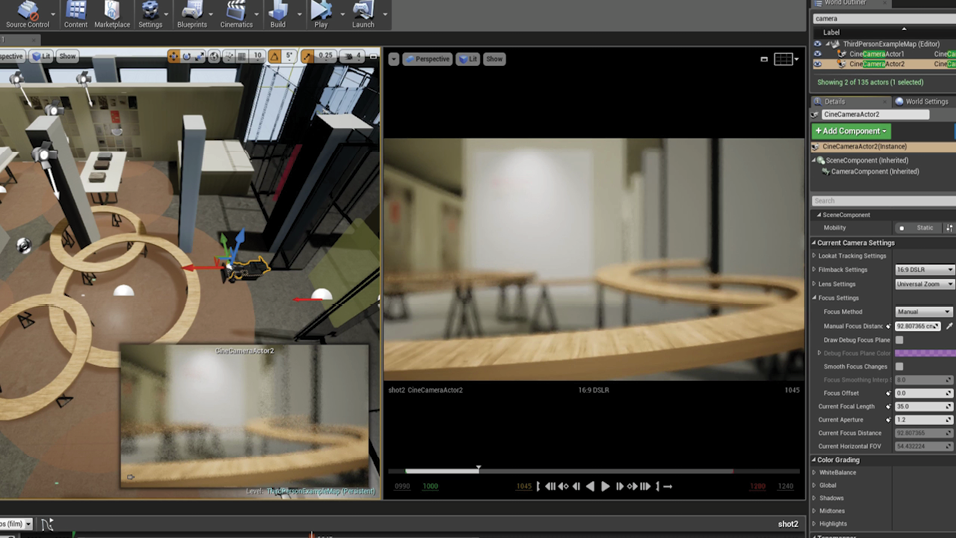 Source Control
Content
Marketplace
Settings
Blueprints
Cinematics
Build
Play
Launch
spective
Lit
Show
10
5°
0.25
4
Perspective
Lit
Show
CineCameraActor2
Level: ThirdPersonExampleMap (Persistent)
shot2 CineCameraActor2
16:9 DSLR
1045
0990
1000
1045
1200
1240
ps (film)
shot2
World Outliner
camera
Label
ThirdPersonExampleMap (Editor)
CineCameraActor1
CineCamera
CineCameraActor2
CineCamera
Showing 2 of 135 actors (1 selected)
Details
World Settings
CineCameraActor2
+Add Component
CineCameraActor2(Instance)
SceneComponent (Inherited)
CameraComponent (Inherited)
Search
SceneComponent
Mobility
Static
Current Camera Settings
Lookat Tracking Settings
Filmback Settings
16:9 DSLR
Lens Settings
Universal Zoom
Focus Settings
Focus Method
Manual
Manual Focus Distanc
92.807365 cm
Draw Debug Focus Plane
Debug Focus Plane Color
Smooth Focus Changes
Focus Smoothing Interp
8.0
Focus Offset
0.0
Current Focal Length
35.0
Current Aperture
1.2
Current Focus Distance
92.807365
Current Horizontal FOV
54.432224
Color Grading
WhiteBalance
Global
Shadows
Midtones
Highlights